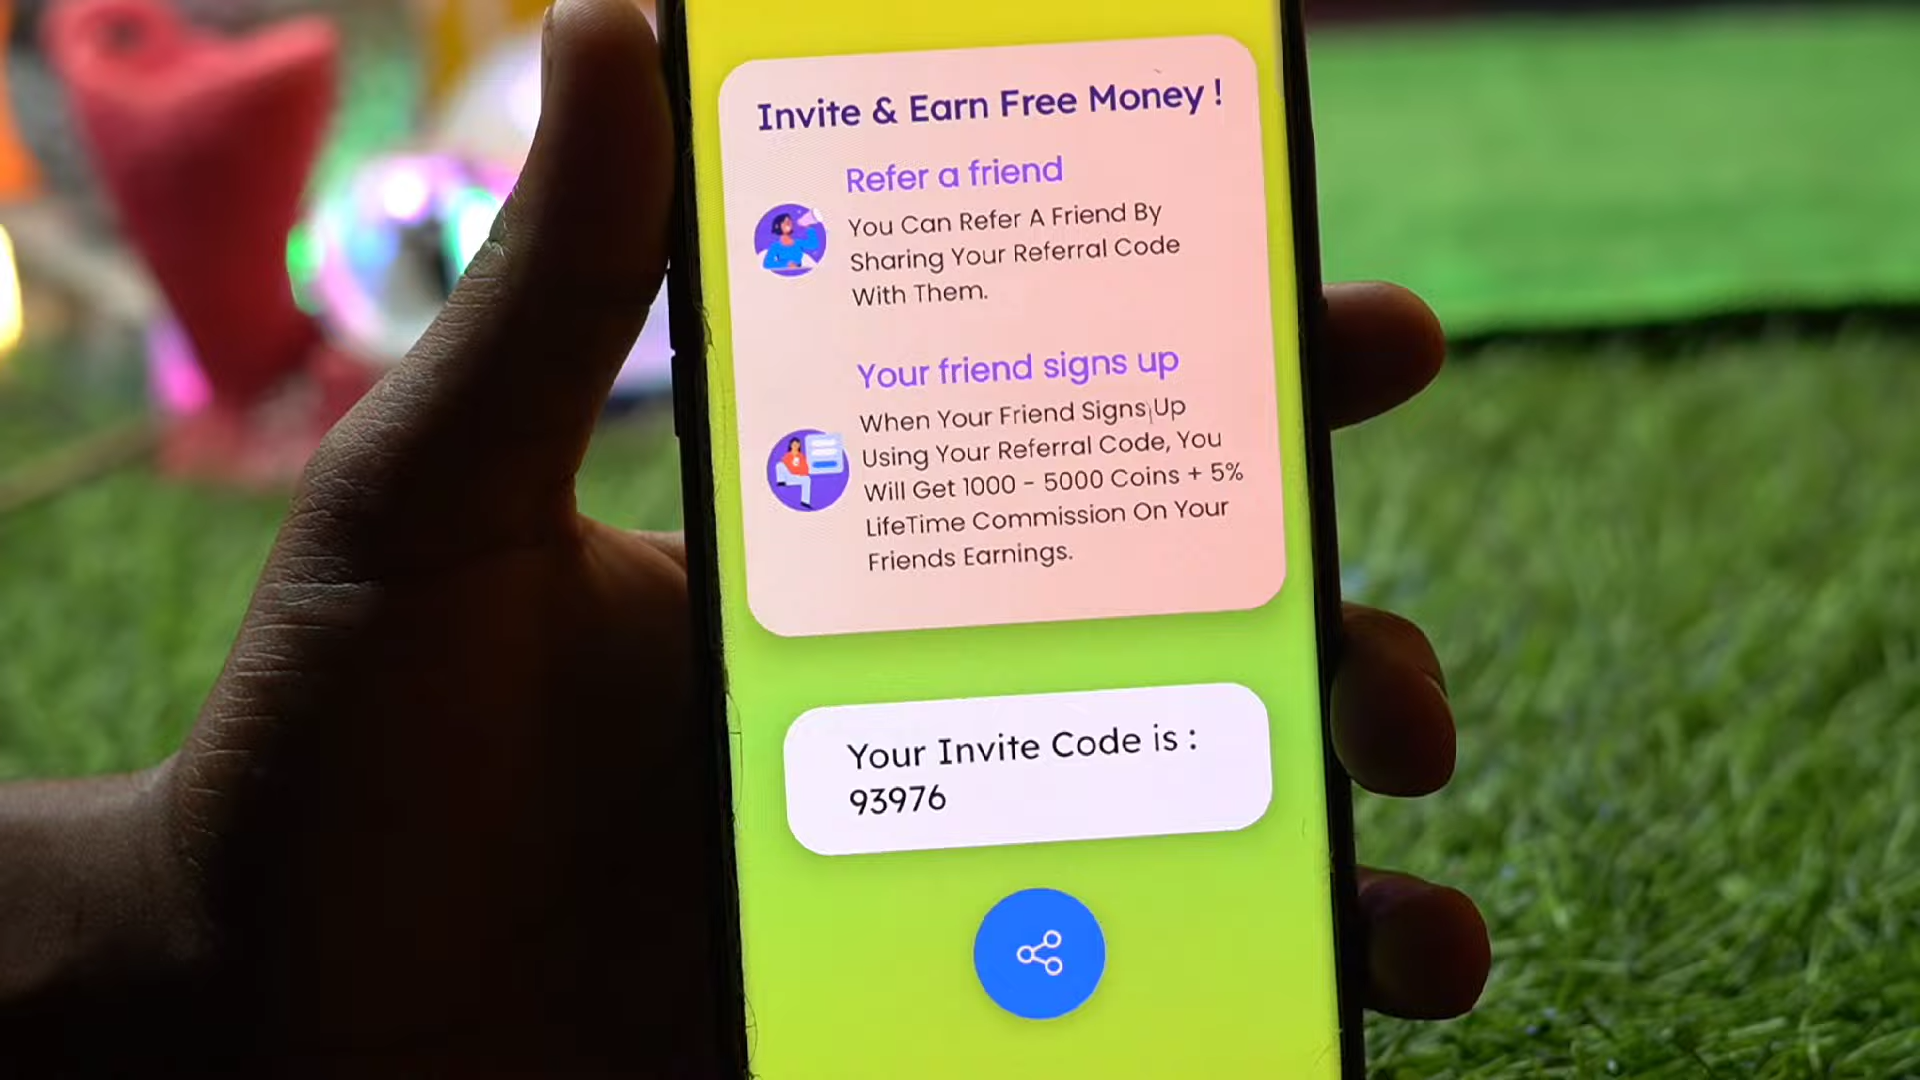 Invite & Earn Free Money !
Refer a friend
You Can Refer A Friend By
Sharing Your Referral Code
With Them.
Your friend signs up
When Your Friend Signs Up
Using Your Referral Code, You
Will Get 1000 - 5000 Coins + 5%
LifeTime Commission On Your
Friends Earnings.
Your Invite Code is :
93976